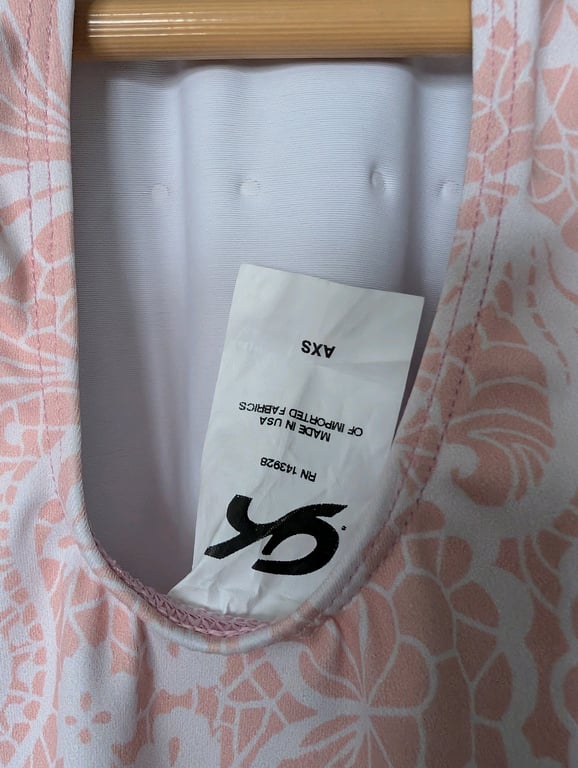 GK
RN 143928
MADE IN USA
OF IMPORTED FABRICS
AXS